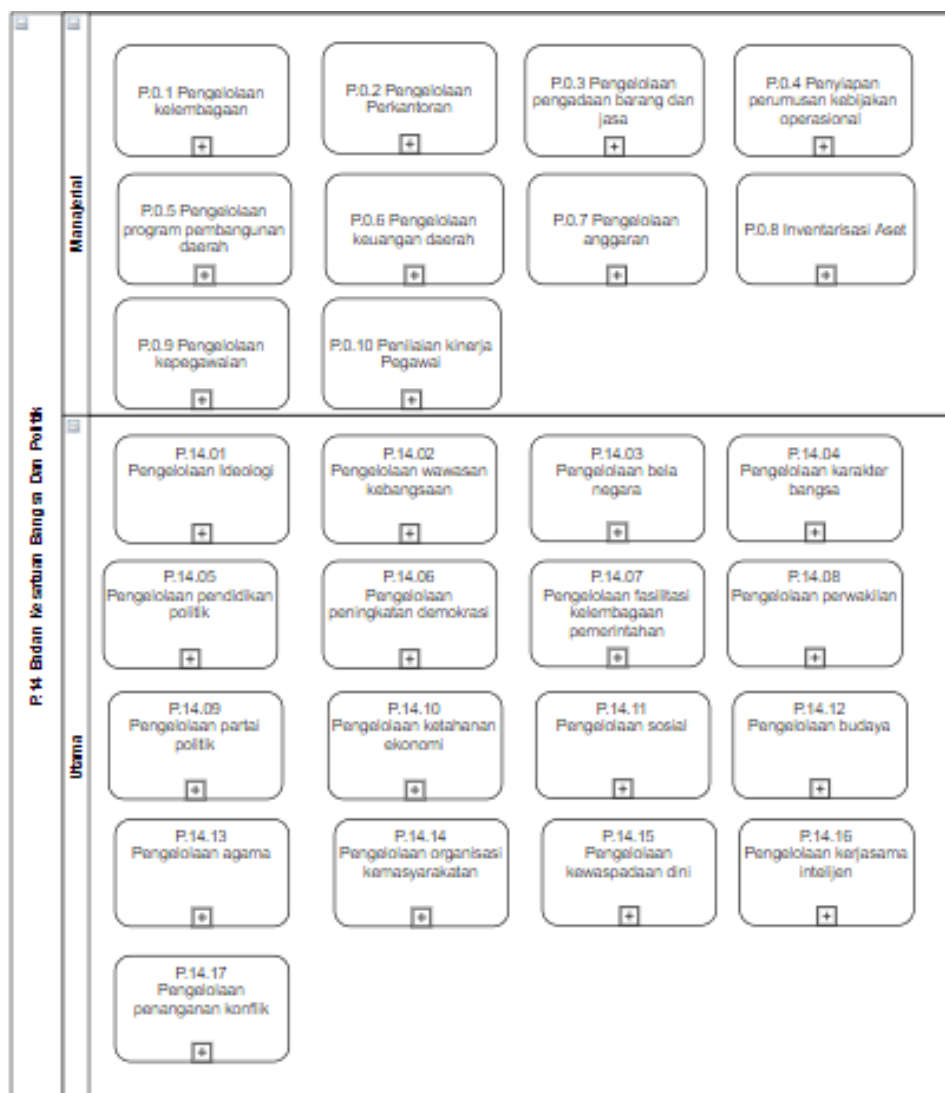 P.14 Badan Kesatuan Bangsa Dan Politik
Manajerial
P.0.1 Pengelolaan
kelembagaan
P.0.2 Pengelolaan
Perkantoran
P.0.3 Pengelolaan
pengadaan barang dan
jasa
P.0.4 Penyiapan
perumusan kebijakan
operasional
P.0.5 Pengelolaan
program pembangunan
daerah
P.0.6 Pengelolaan
keuangan daerah
P.0.7 Pengelolaan
anggaran
P.0.8 Inventarisasi Aset
P.0.9 Pengelolaan
kepegawaian
P.0.10 Penilaian kinerja
Pegawai
Utama
P.14.01
Pengelolaan Ideologi
P.14.02
Pengelolaan wawasan
kebangsaan
P.14.03
Pengelolaan bela
negara
P.14.04
Pengelolaan karakter
bangsa
P.14.05
Pengelolaan pendidikan
politik
P.14.06
Pengelolaan
peningkatan demokrasi
P.14.07
Pengelolaan fasilitasi
kelembagaan
pemerintahan
P.14.08
Pengelolaan perwakilan
P.14.09
Pengelolaan partai
politik
P.14.10
Pengelolaan ketahanan
ekonomi
P.14.11
Pengelolaan sosial
P.14.12
Pengelolaan budaya
P.14.13
Pengelolaan agama
P.14.14
Pengelolaan organisasi
kemasyarakatan
P.14.15
Pengelolaan
kewaspadaan dini
P.14.16
Pengelolaan kerjasama
intelijen
P.14.17
Pengelolaan
penanganan konflik